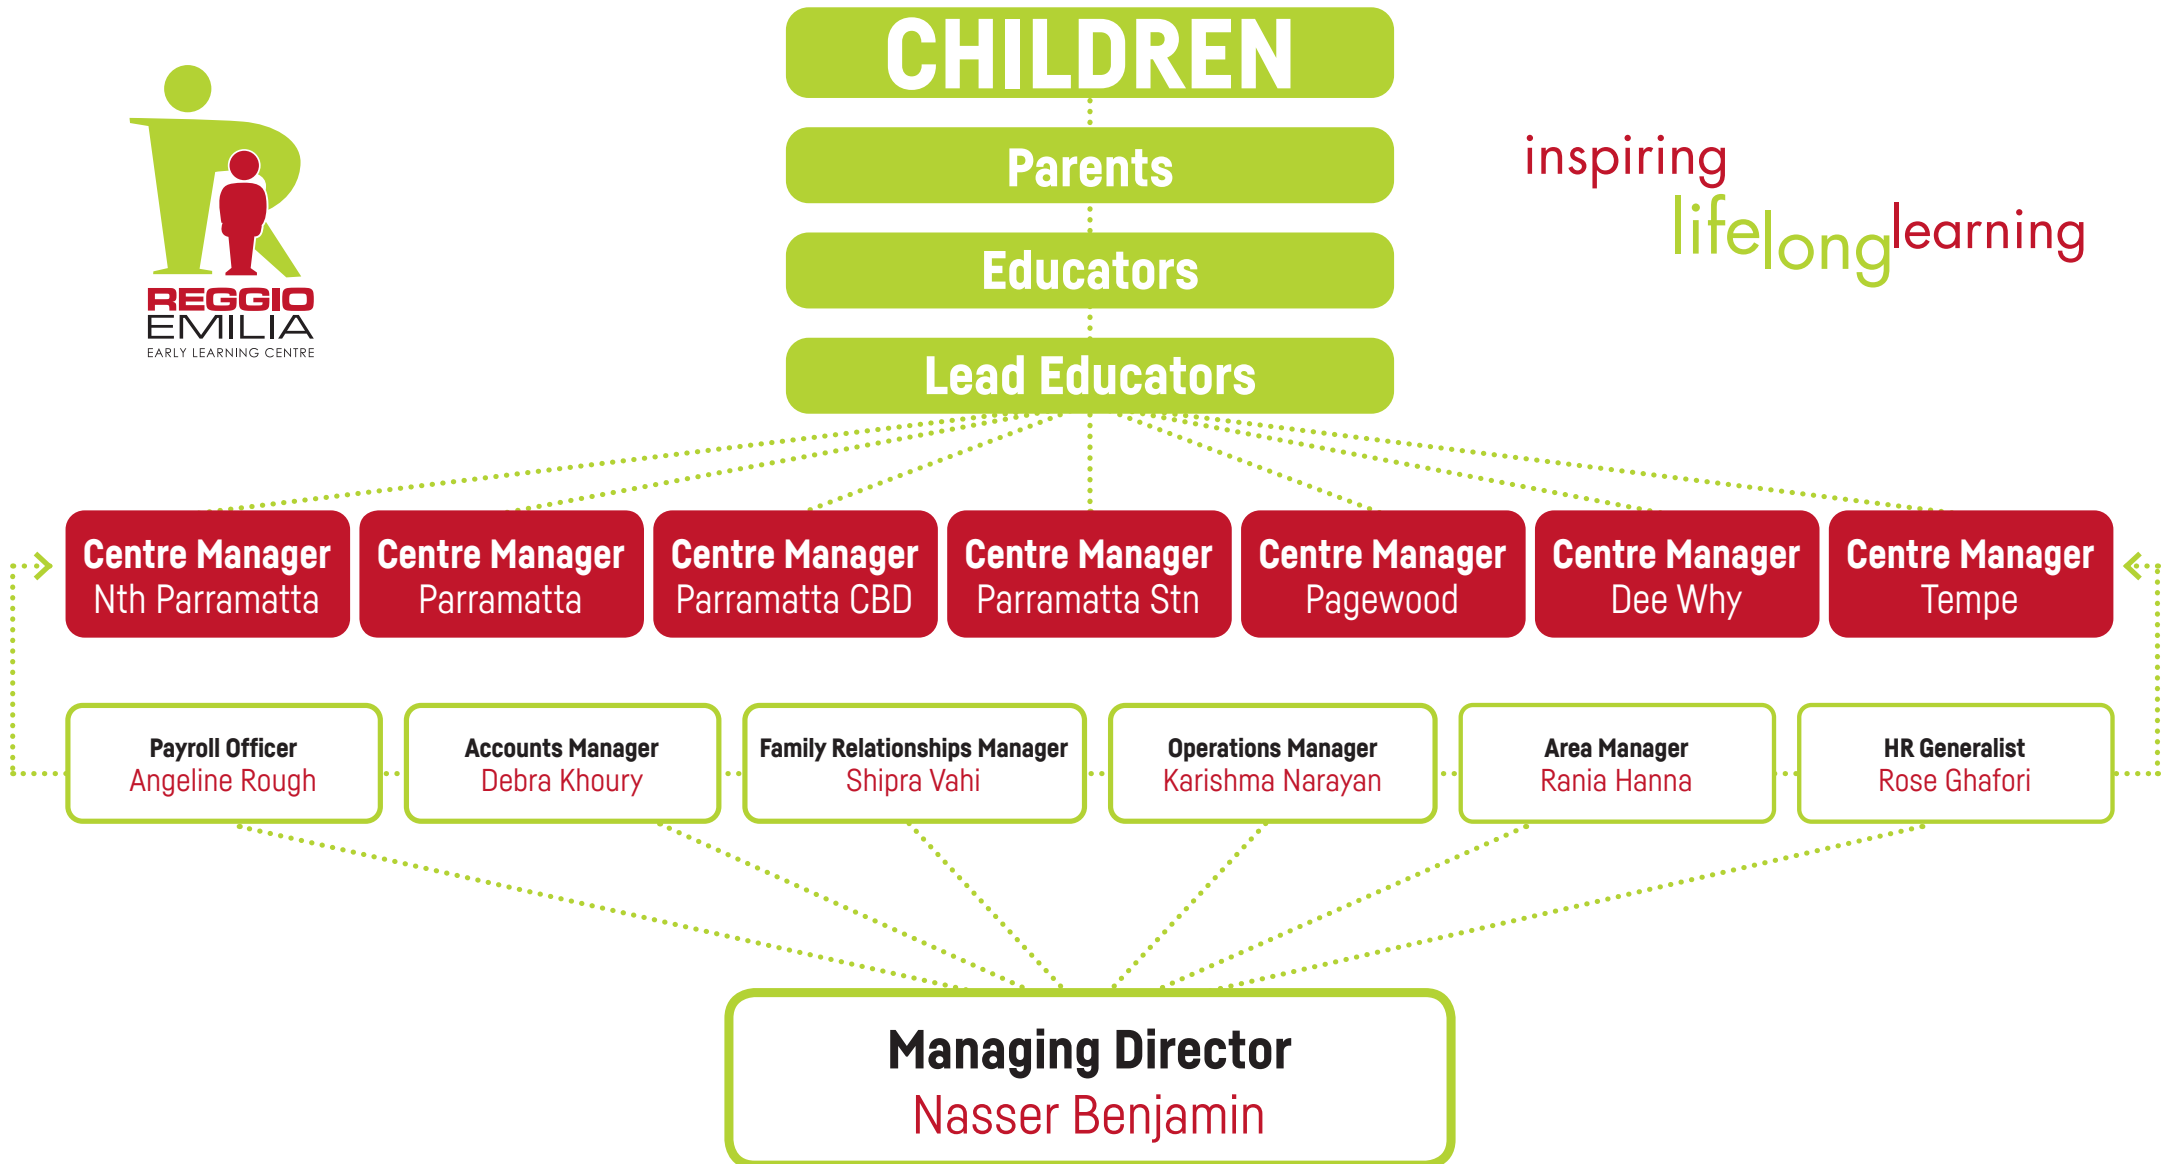 CHILDREN
Parents
Educators
Lead Educators
REGGIO
EMILIA
EARLY LEARNING CENTRE
inspiring
lifelonglearning
Centre Manager
Nth Parramatta
Centre Manager
Parramatta
Centre Manager
Parramatta CBD
Centre Manager
Parramatta Stn
Centre Manager
Pagewood
Centre Manager
Dee Why
Centre Manager
Tempe
Payroll Officer
Angeline Rough
Accounts Manager
Debra Khoury
Family Relationships Manager
Shipra Vahi
Operations Manager
Karishma Narayan
Area Manager
Rania Hanna
HR Generalist
Rose Ghafori
Managing Director
Nasser Benjamin